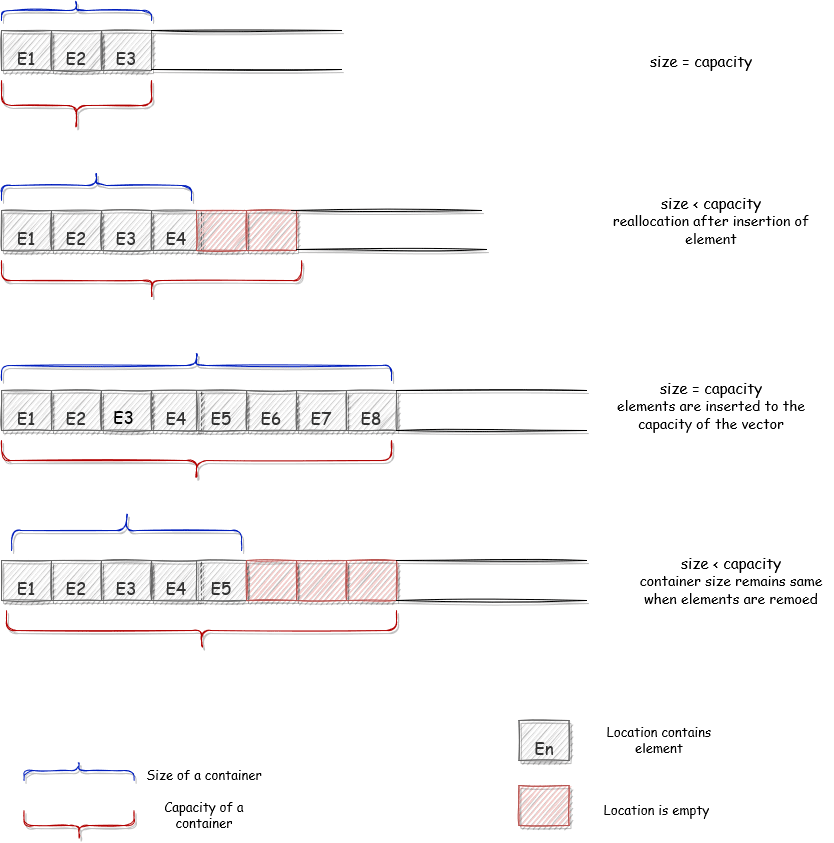 E1 E2 E3
size = capacity
size < capacity
reallocation after insertion of
element
E1 E2 E3 E4
size = capacity
elements are inserted to the
capacity of the vector
E1 E2 E3 E4 E5 E6 E7 E8
size < capacity
container size remains same
when elements are remoed
E1 E2 E3 E4 E5
En
Location contains
element
Size of a container
Capacity of a
container
Location is empty